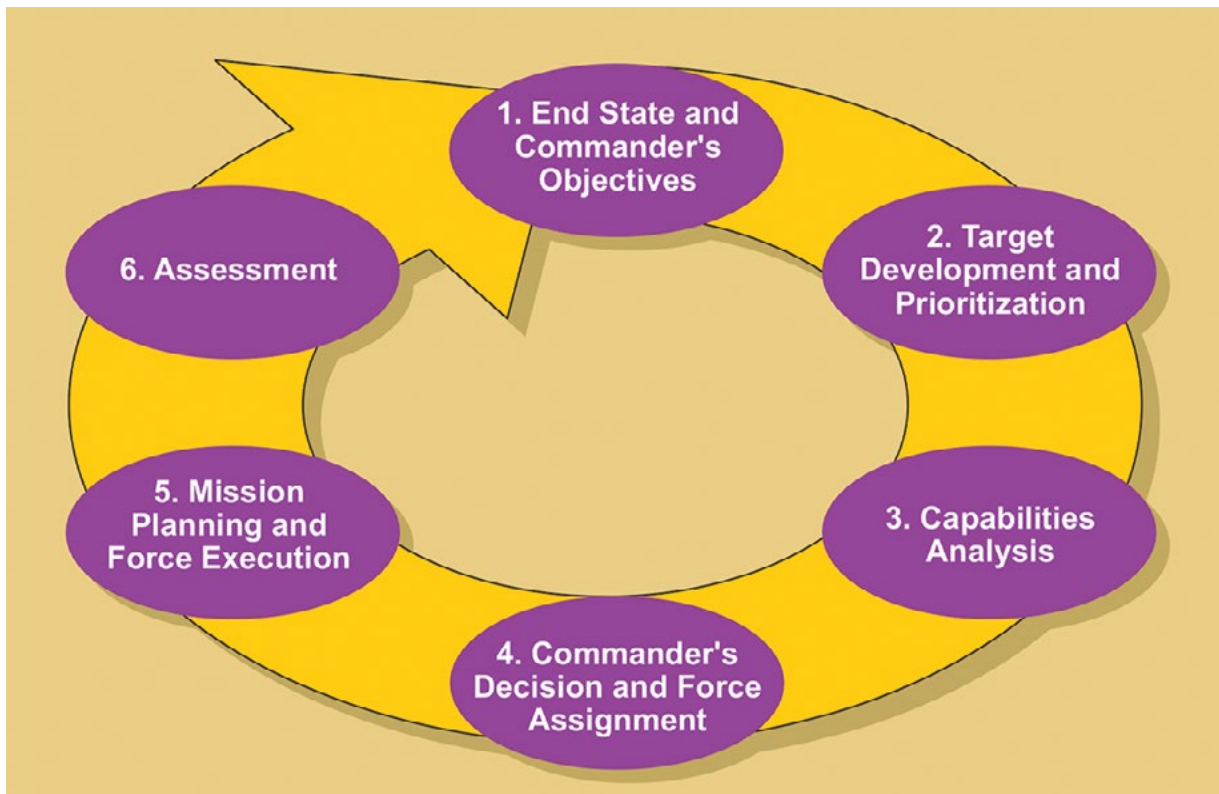 1. End State and
Commander's
Objectives
2. Target
Development and
Prioritization
3. Capabilities
Analysis
4. Commander's
Decision and Force
Assignment
5. Mission
Planning and
Force Execution
6. Assessment